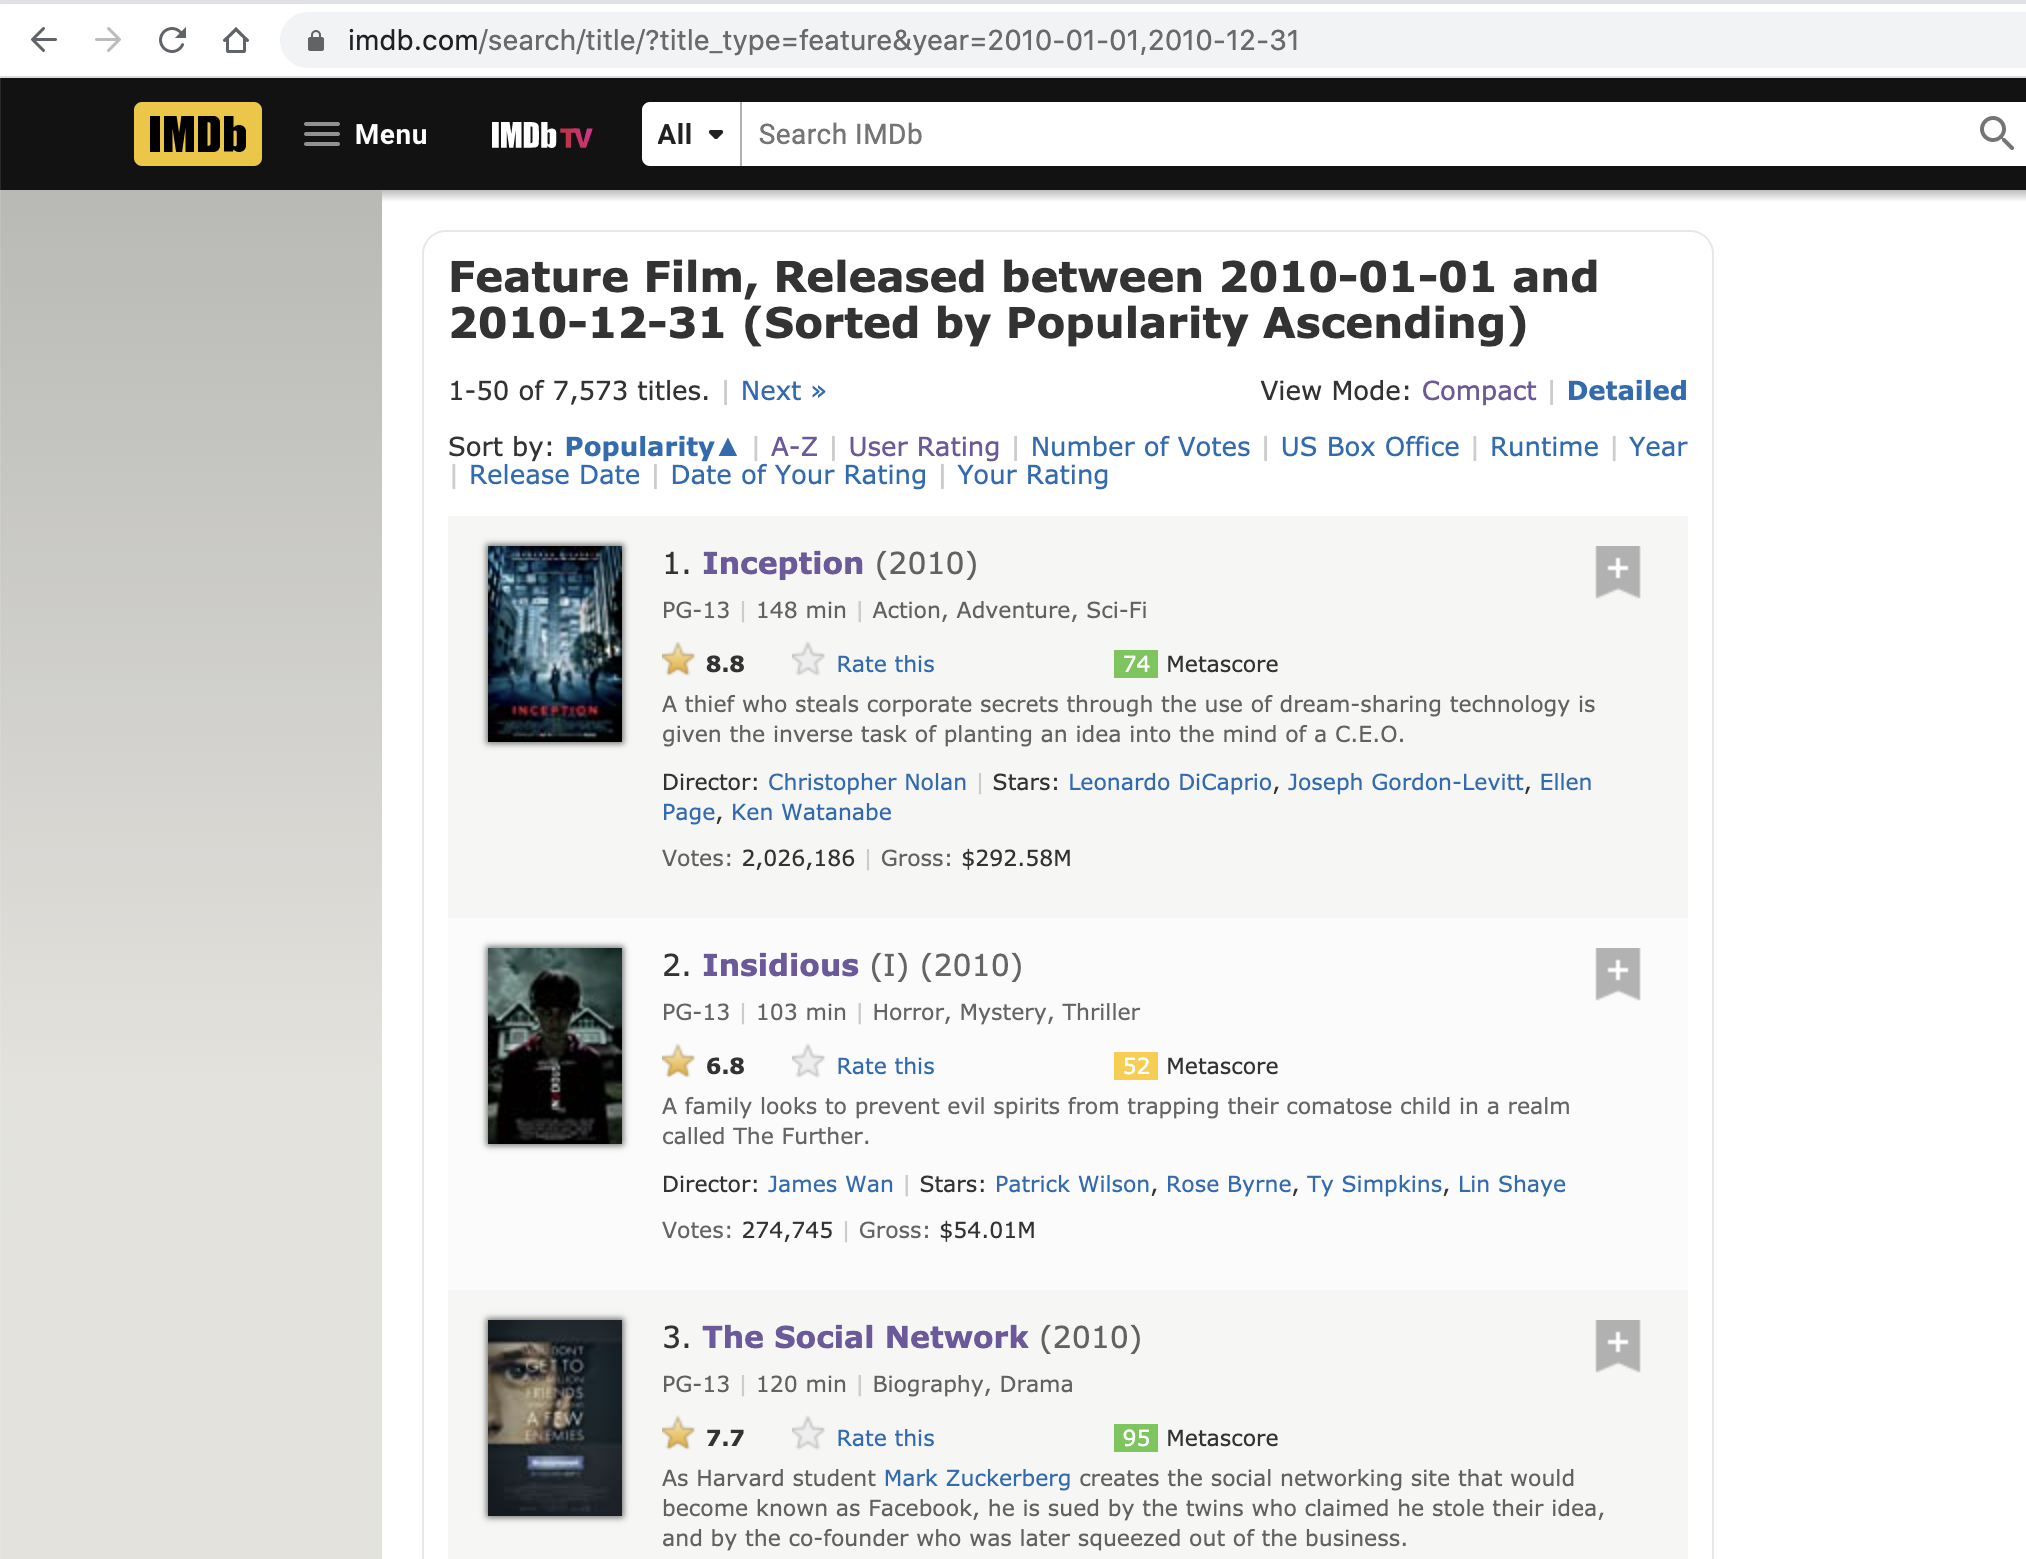 imdb.com/search/title/?title_type=feature&year=2010-01-01,2010-12-31
IMDb Menu IMDb TV All Search IMDb
Feature Film, Released between 2010-01-01 and
2010-12-31 (Sorted by Popularity Ascending)
1-50 of 7,573 titles. | Next » View Mode: Compact | Detailed
Sort by: Popularity▲ | A-Z | User Rating | Number of Votes | US Box Office | Runtime | Year
| Release Date | Date of Your Rating | Your Rating
INCEPTION
1. Inception (2010)
PG-13 | 148 min | Action, Adventure, Sci-Fi
8.8 Rate this 74 Metascore
A thief who steals corporate secrets through the use of dream-sharing technology is
given the inverse task of planting an idea into the mind of a C.E.O.
Director: Christopher Nolan | Stars: Leonardo DiCaprio, Joseph Gordon-Levitt, Ellen
Page, Ken Watanabe
Votes: 2,026,186 | Gross: $292.58M
2. Insidious (I) (2010)
PG-13 | 103 min | Horror, Mystery, Thriller
6.8 Rate this 52 Metascore
A family looks to prevent evil spirits from trapping their comatose child in a realm
called The Further.
Director: James Wan | Stars: Patrick Wilson, Rose Byrne, Ty Simpkins, Lin Shaye
Votes: 274,745 | Gross: $54.01M
DON'T
GET TO
FRIENDS
A FEW
ENEMIES
3. The Social Network (2010)
PG-13 | 120 min | Biography, Drama
7.7 Rate this 95 Metascore
As Harvard student Mark Zuckerberg creates the social networking site that would
become known as Facebook, he is sued by the twins who claimed he stole their idea,
and by the co-founder who was later squeezed out of the business.